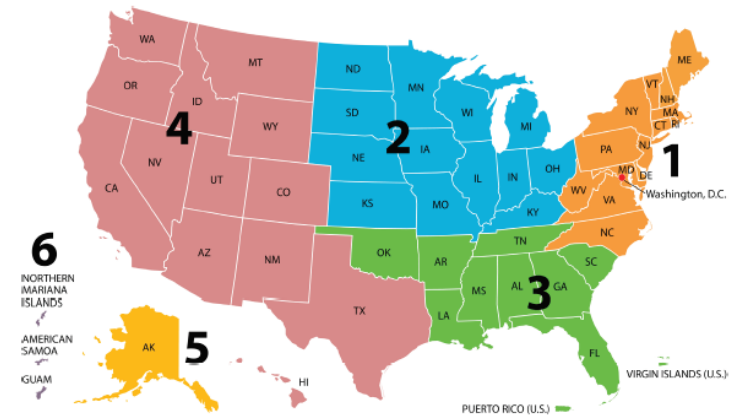 WA
MT
ND
MN
ME
OR
ID
WY
SD
WI
MI
VT
NH
NY
MA
CT RI
4
2
1
NE
IA
PA
NJ
NV
UT
CO
IL
IN
OH
MD
DE
WV
Washington, D.C.
CA
KS
MO
KY
VA
AZ
NM
OK
AR
TN
NC
SC
6
NORTHERN
MARIANA
ISLANDS
TX
LA
MS
AL
3
GA
AMERICAN
SAMOA
AK
5
FL
GUAM
HI
VIRGIN ISLANDS (U.S.)
PUERTO RICO (U.S.)